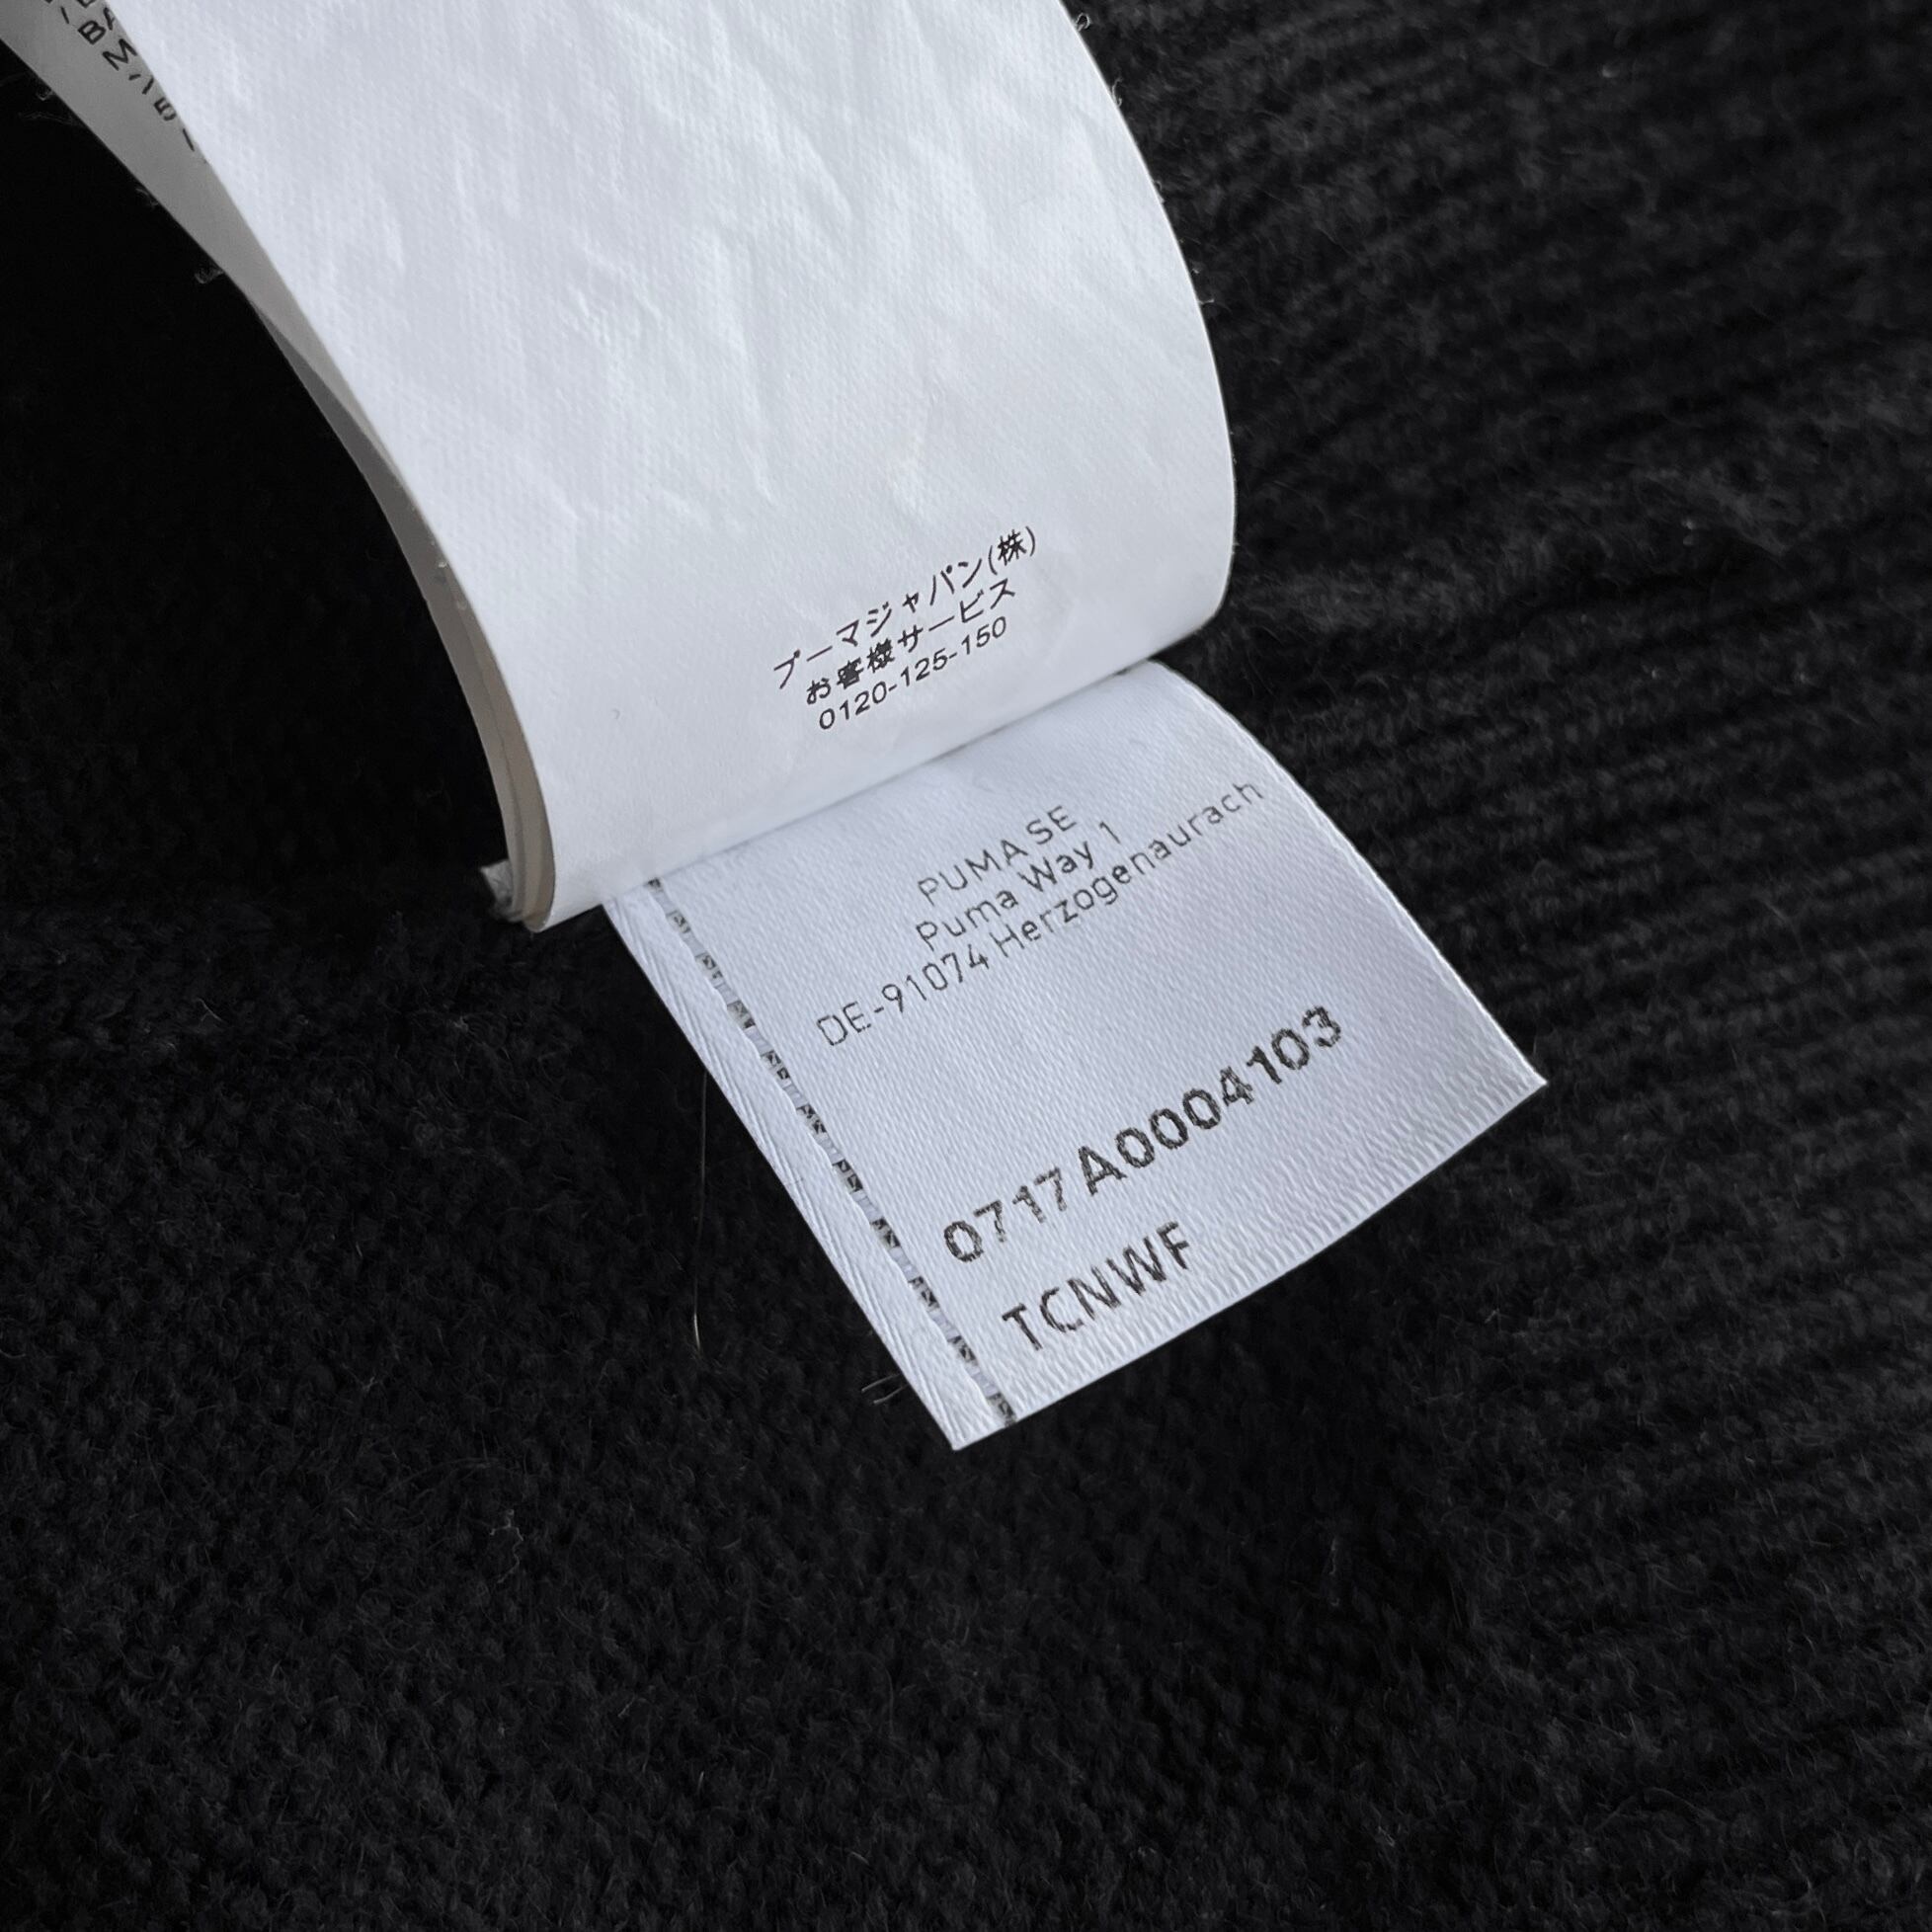 プーマジャパン(株)
お客様サービス
0120-125-150
PUMA SE
Puma Way 1
DE-91074 Herzogenaurach
0717A0004103
TCNWF